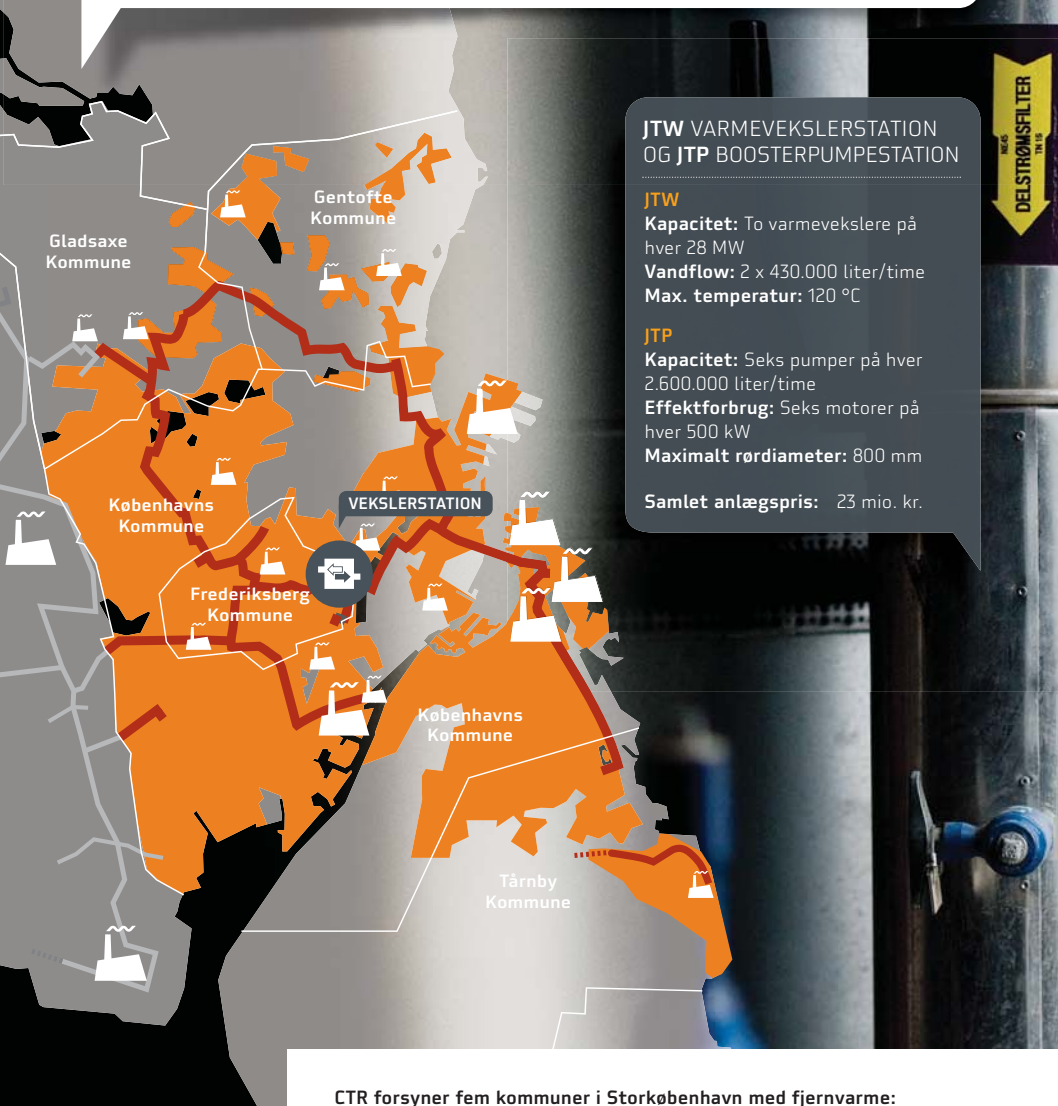 JTW VARMEVEKSLERSTATION
OG JTP BOOSTERPUMPESTATION
JTW
Kapacitet: To varmevekslere på
hver 28 MW
Vandflow: 2 x 430.000 liter/time
Max. temperatur: 120 °C
JTP
Kapacitet: Seks pumper på hver
2.600.000 liter/time
Effektforbrug: Seks motorer på
hver 500 kW
Maximalt rørdiameter: 800 mm
Samlet anlægspris: 23 mio. kr.
NE45
TN 16
DELSTRØMSFILTER
Gentofte
Kommune
Gladsaxe
Kommune
Københavns
Kommune
VEKSLERSTATION
Frederiksberg
Kommune
Københavns
Kommune
Tårnby
Kommune
CTR forsyner fem kommuner i Storkøbenhavn med fjernvarme: